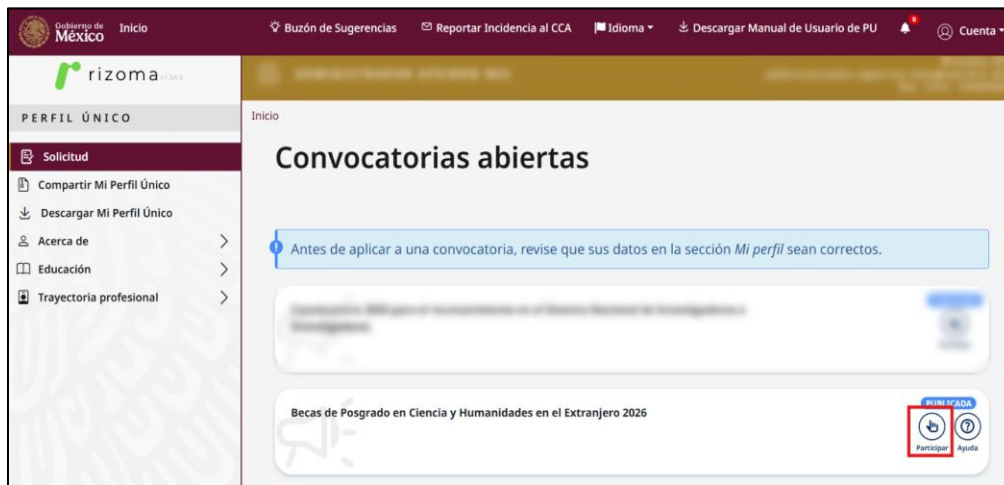 Gobierno de México Inicio Buzón de Sugerencias Reportar Incidencia al CCA Idioma Descargar Manual de Usuario de PU Cuenta
rizoma
PERFIL ÚNICO
Inicio
Solicitud
Compartir Mi Perfil Único
Descargar Mi Perfil Único
Acerca de
Educación
Trayectoria profesional
Convocatorias abiertas
Antes de aplicar a una convocatoria, revise que sus datos en la sección Mi perfil sean correctos.
PUBLICADA
Becas de Posgrado en Ciencia y Humanidades en el Extranjero 2026
Participar Ayuda